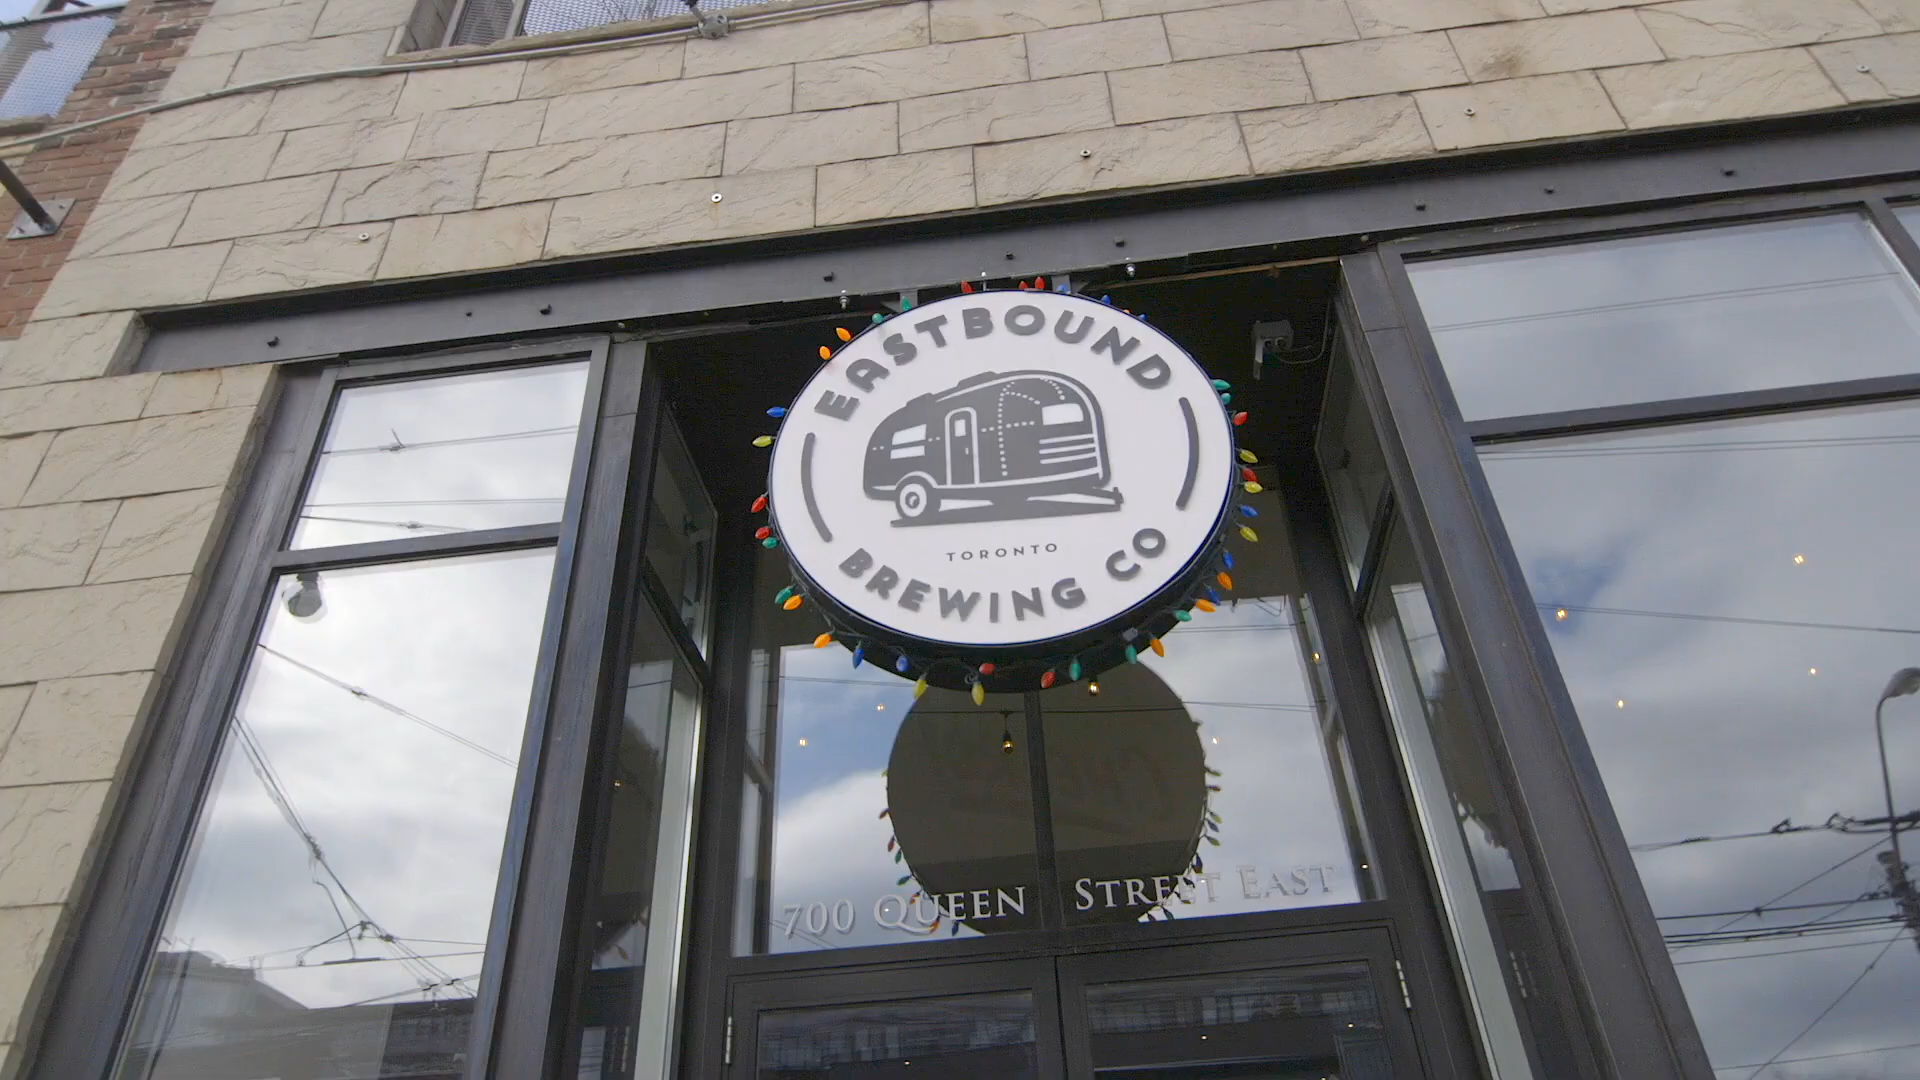 EASTBOUND
TORONTO
BREWING CO
700 QUEEN STREET EAST